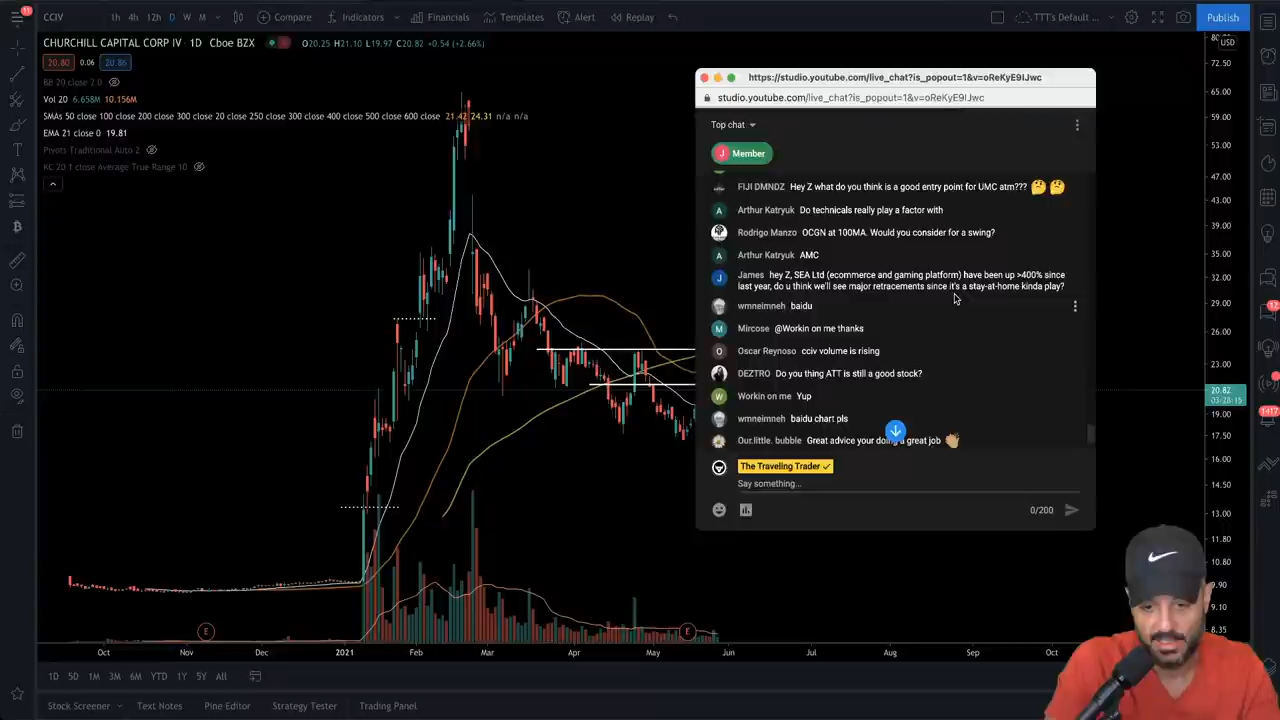 11
CCIV
1h 4h 12h D W M
Compare
Indicators
Financials
Templates
Alert
Replay
TTT's Default ...
Publish
CHURCHILL CAPITAL CORP IV · 1D · Cboe BZX
O20.25 H21.10 L19.97 C20.82 +0.54 (+2.66%)
20.80 0.06 20.86
BB 20 close 2 0
Vol 20 6.658M 10.156M
SMAs 50 close 100 close 200 close 300 close 20 close 250 close 300 close 400 close 500 close 600 close 21.42 24.31 n/a n/a
EMA 21 close 0 19.81
Pivots Traditional Auto 2
KC 20 1 close Average True Range 10
https://studio.youtube.com/live_chat?is_popout=1&v=oReKyE9IJwc
studio.youtube.com/live_chat?is_popout=1&v=oReKyE9IJwc
Top chat
J Member
FIJI DMNDZ Hey Z what do you think is a good entry point for UMC atm???
A Arthur Katryuk Do technicals really play a factor with
Rodrigo Manzo OCGN at 100MA. Would you consider for a swing?
A Arthur Katryuk AMC
J James hey Z, SEA Ltd (ecommerce and gaming platform) have been up >400% since
last year, do u think we'll see major retracements since it's a stay-at-home kinda play?
wmneimneh baidu
M Mircose @Workin on me thanks
O Oscar Reynoso cciv volume is rising
DEZTRO Do you thing ATT is still a good stock?
W Workin on me Yup
wmneimneh baidu chart pls
Our.little. bubble Great advice your doing a great job
The Traveling Trader
Say something...
0/200
USD
80.00
72.50
65.00
59.00
53.00
47.00
43.00
39.00
35.00
32.00
29.00
26.00
23.00
20.82
03:28:15
19.00
17.50
16.00
14.50
13.00
11.80
10.80
9.90
9.10
8.35
12
1417
E
E
Oct Nov Dec 2021 Feb Mar Apr May Jun Jul Aug Sep Oct
1D 5D 1M 3M 6M YTD 1Y 5Y All
Stock Screener Text Notes Pine Editor Strategy Tester Trading Panel